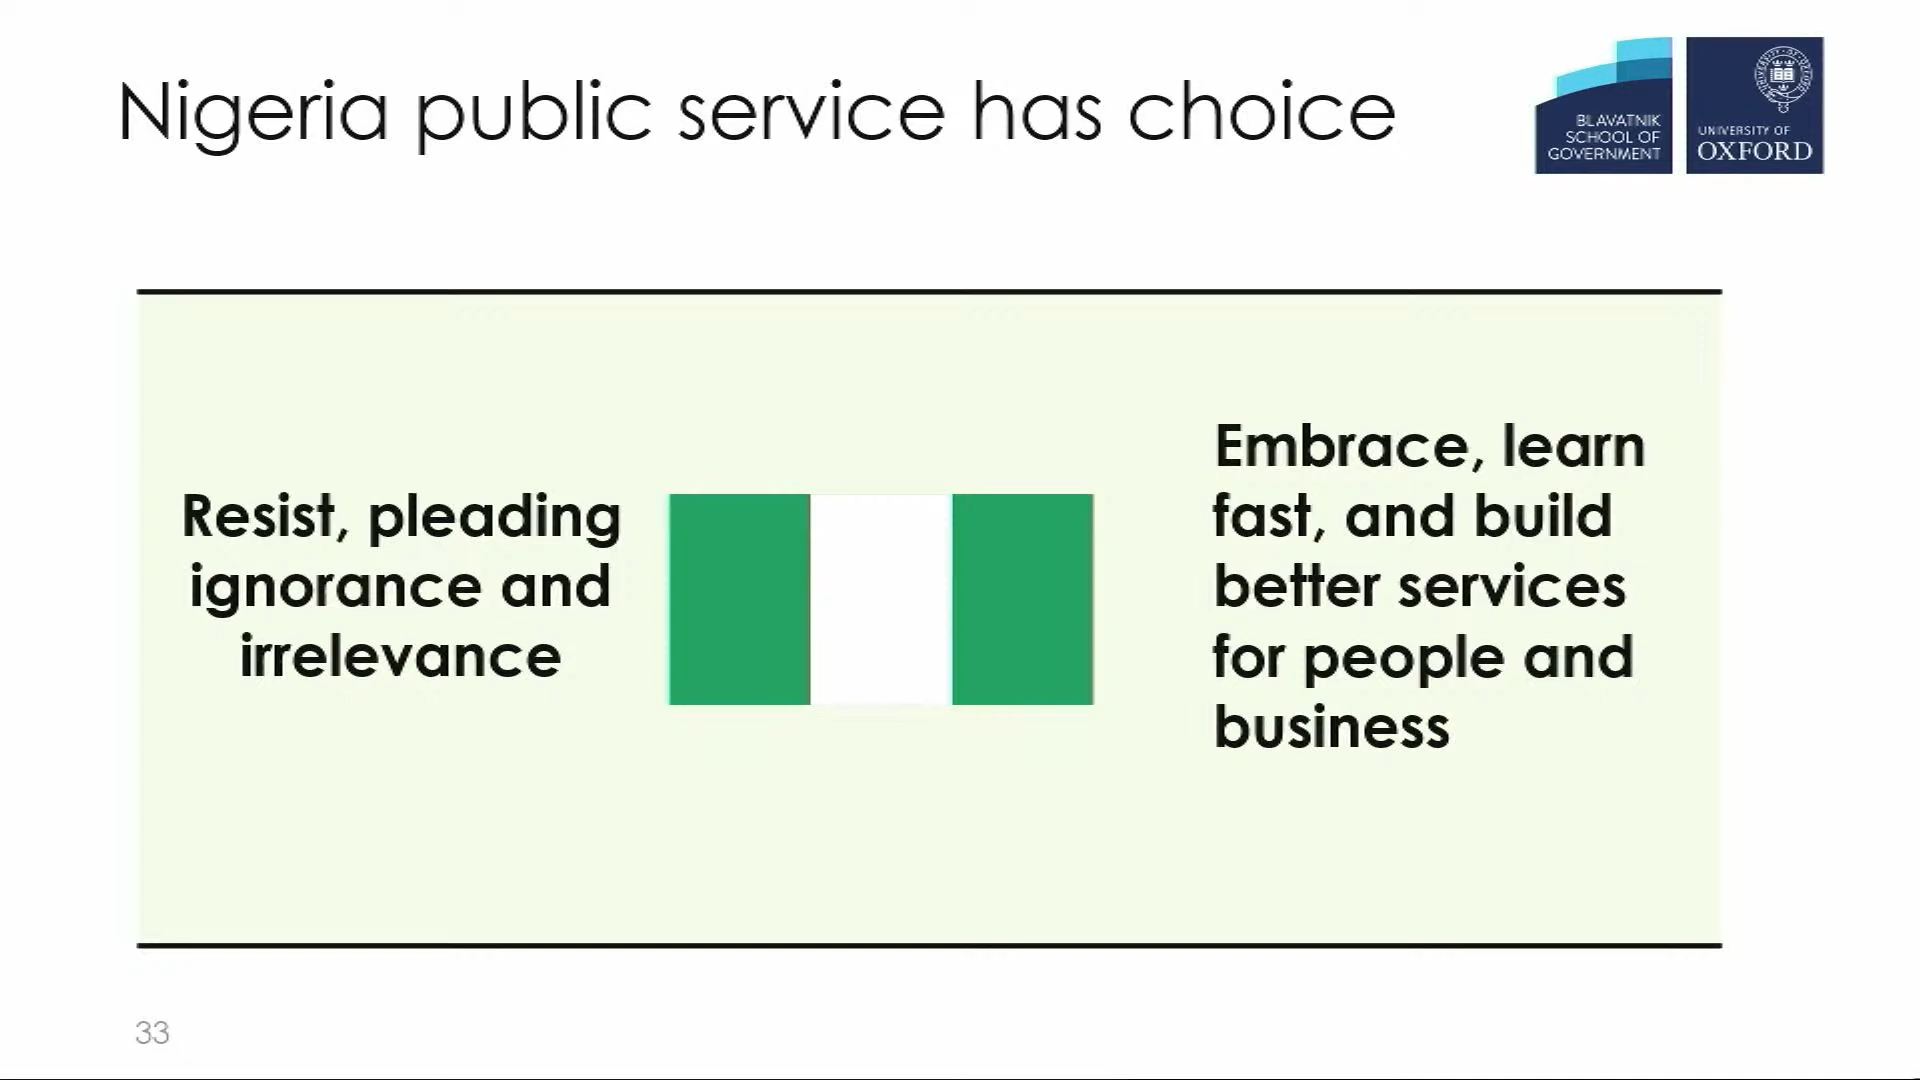 Nigeria public service has choice
BLAVATNIK
SCHOOL OF
GOVERNMENT
UNIVERSITY OF
OXFORD
Resist, pleading
ignorance and
irrelevance
Embrace, learn
fast, and build
better services
for people and
business
33